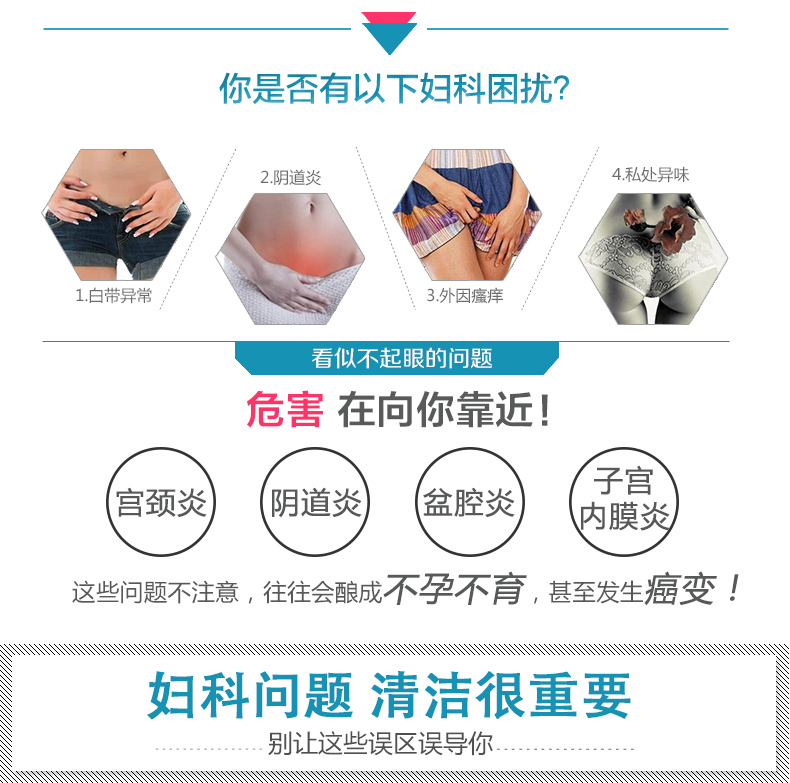 你是否有以下妇科困扰?
2.阴道炎
4.私处异味
1.白带异常
3.外因瘙痒
看似不起眼的问题
危害 在向你靠近!
宫颈炎
阴道炎
盆腔炎
子宫
内膜炎
这些问题不注意，往往会酿成不孕不育，甚至发生癌变！
妇科问题 清洁很重要
别让这些误区误导你